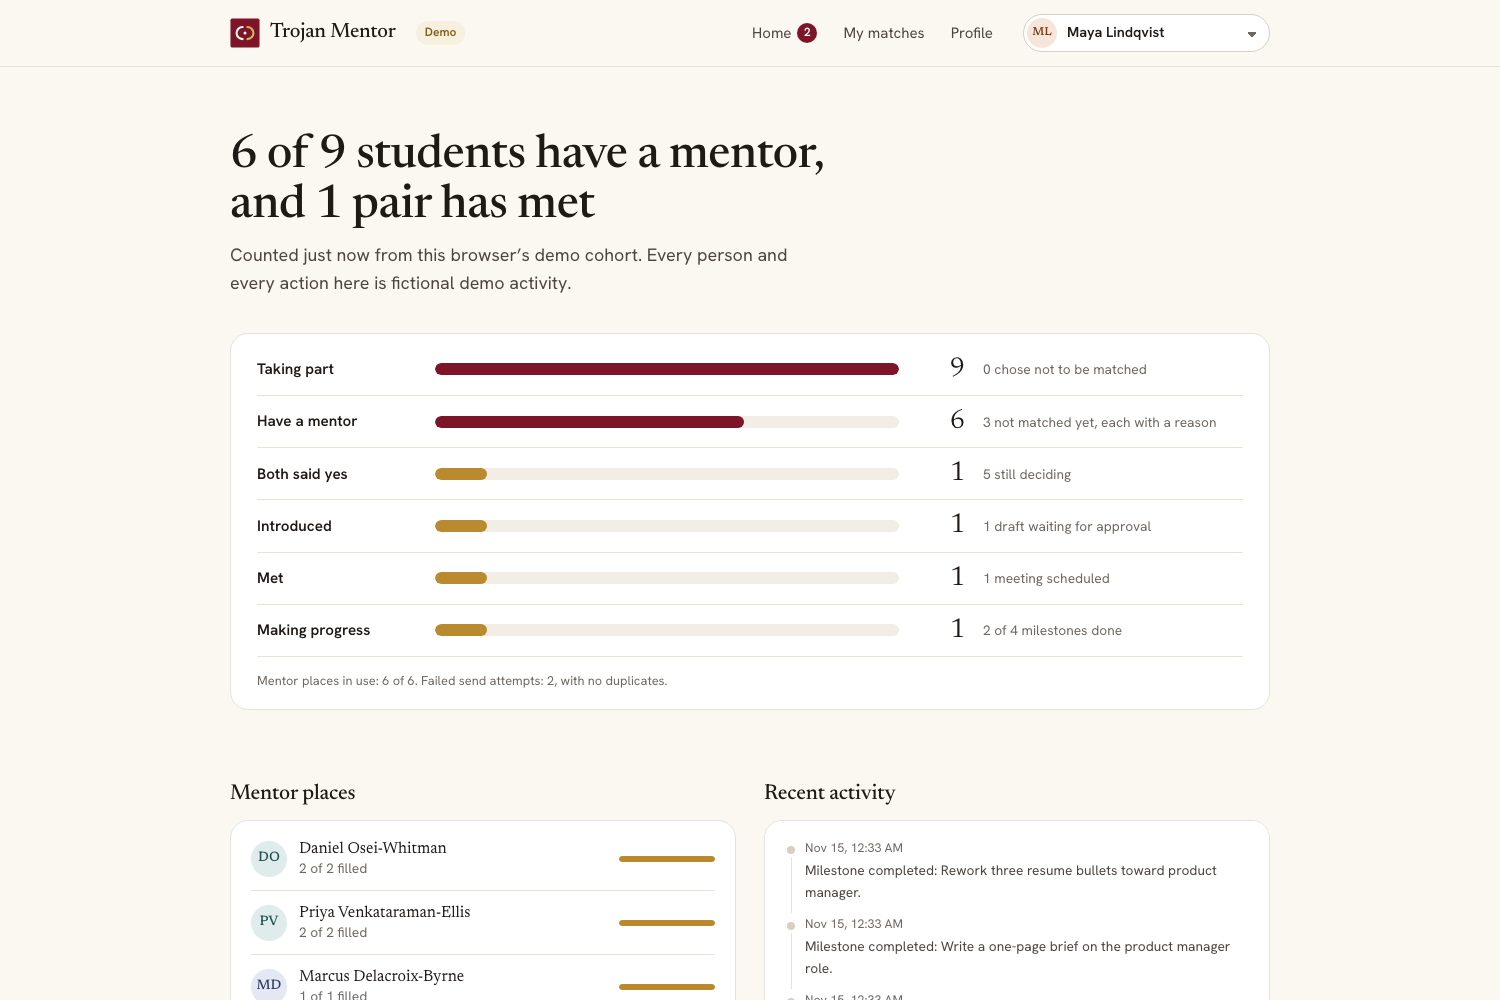 Trojan Mentor
Demo
Home 2
My matches
Profile
ML Maya Lindqvist
6 of 9 students have a mentor,
and 1 pair has met
Counted just now from this browser’s demo cohort. Every person and
every action here is fictional demo activity.
Taking part 9 0 chose not to be matched
Have a mentor 6 3 not matched yet, each with a reason
Both said yes 1 5 still deciding
Introduced 1 1 draft waiting for approval
Met 1 1 meeting scheduled
Making progress 1 2 of 4 milestones done
Mentor places in use: 6 of 6. Failed send attempts: 2, with no duplicates.
Mentor places
DO Daniel Osei-Whitman
2 of 2 filled
PV Priya Venkataraman-Ellis
2 of 2 filled
MD Marcus Delacroix-Byrne
1 of 1 filled
Recent activity
Nov 15, 12:33 AM
Milestone completed: Rework three resume bullets toward product
manager.
Nov 15, 12:33 AM
Milestone completed: Write a one-page brief on the product manager
role.
Nov 15, 12:33 AM